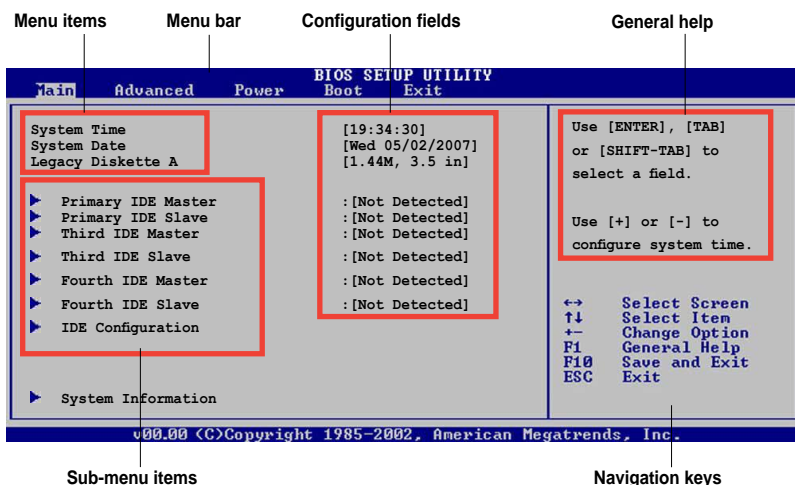 Menu items Menu bar Configuration fields General help
BIOS SETUP UTILITY
Main Advanced Power Boot Exit
System Time [19:34:30]
System Date [Wed 05/02/2007]
Legacy Diskette A [1.44M, 3.5 in]
Primary IDE Master :[Not Detected]
Primary IDE Slave :[Not Detected]
Third IDE Master :[Not Detected]
Third IDE Slave :[Not Detected]
Fourth IDE Master :[Not Detected]
Fourth IDE Slave :[Not Detected]
IDE Configuration
System Information
Use [ENTER], [TAB]
or [SHIFT-TAB] to
select a field.
Use [+] or [-] to
configure system time.
←→ Select Screen
↑↓ Select Item
+- Change Option
F1 General Help
F10 Save and Exit
ESC Exit
v00.00 (C)Copyright 1985-2002, American Megatrends, Inc.
Sub-menu items Navigation keys